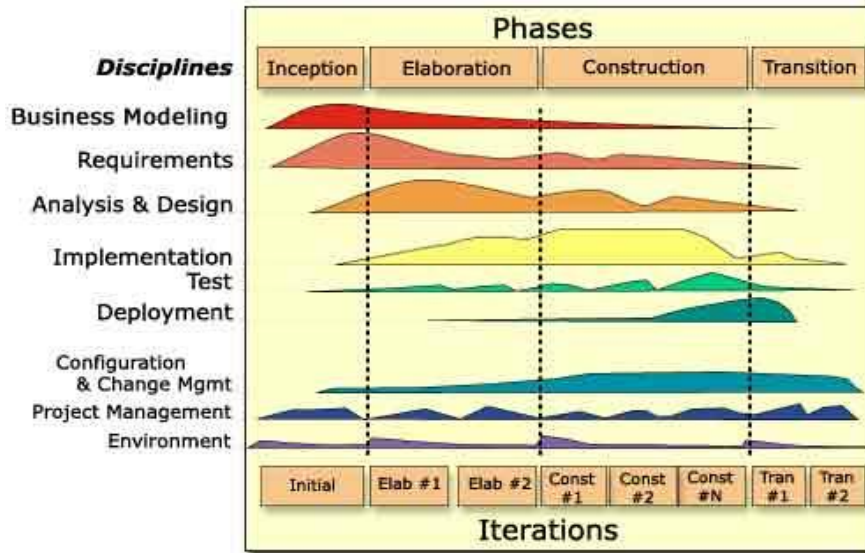 Phases
Disciplines
Inception
Elaboration
Construction
Transition
Business Modeling
Requirements
Analysis & Design
Implementation
Test
Deployment
Configuration
& Change Mgmt
Project Management
Environment
Initial
Elab #1
Elab #2
Const
#1
Const
#2
Const
#N
Tran
#1
Tran
#2
Iterations